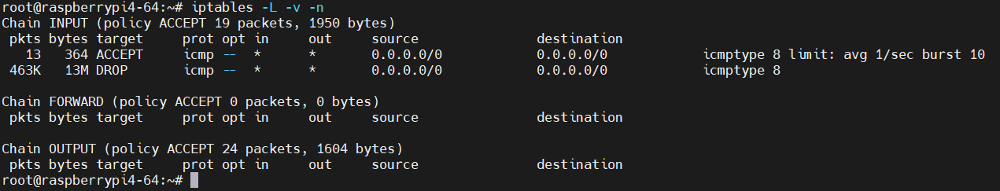 root@raspberrypi4-64:~# iptables -L -v -n
Chain INPUT (policy ACCEPT 19 packets, 1950 bytes)
 pkts bytes target     prot opt in     out     source               destination
   13   364 ACCEPT     icmp -- *      *       0.0.0.0/0            0.0.0.0/0            icmptype 8 limit: avg 1/sec burst 10
 463K   13M DROP       icmp -- *      *       0.0.0.0/0            0.0.0.0/0            icmptype 8

Chain FORWARD (policy ACCEPT 0 packets, 0 bytes)
 pkts bytes target     prot opt in     out     source               destination

Chain OUTPUT (policy ACCEPT 24 packets, 1604 bytes)
 pkts bytes target     prot opt in     out     source               destination
root@raspberrypi4-64:~#